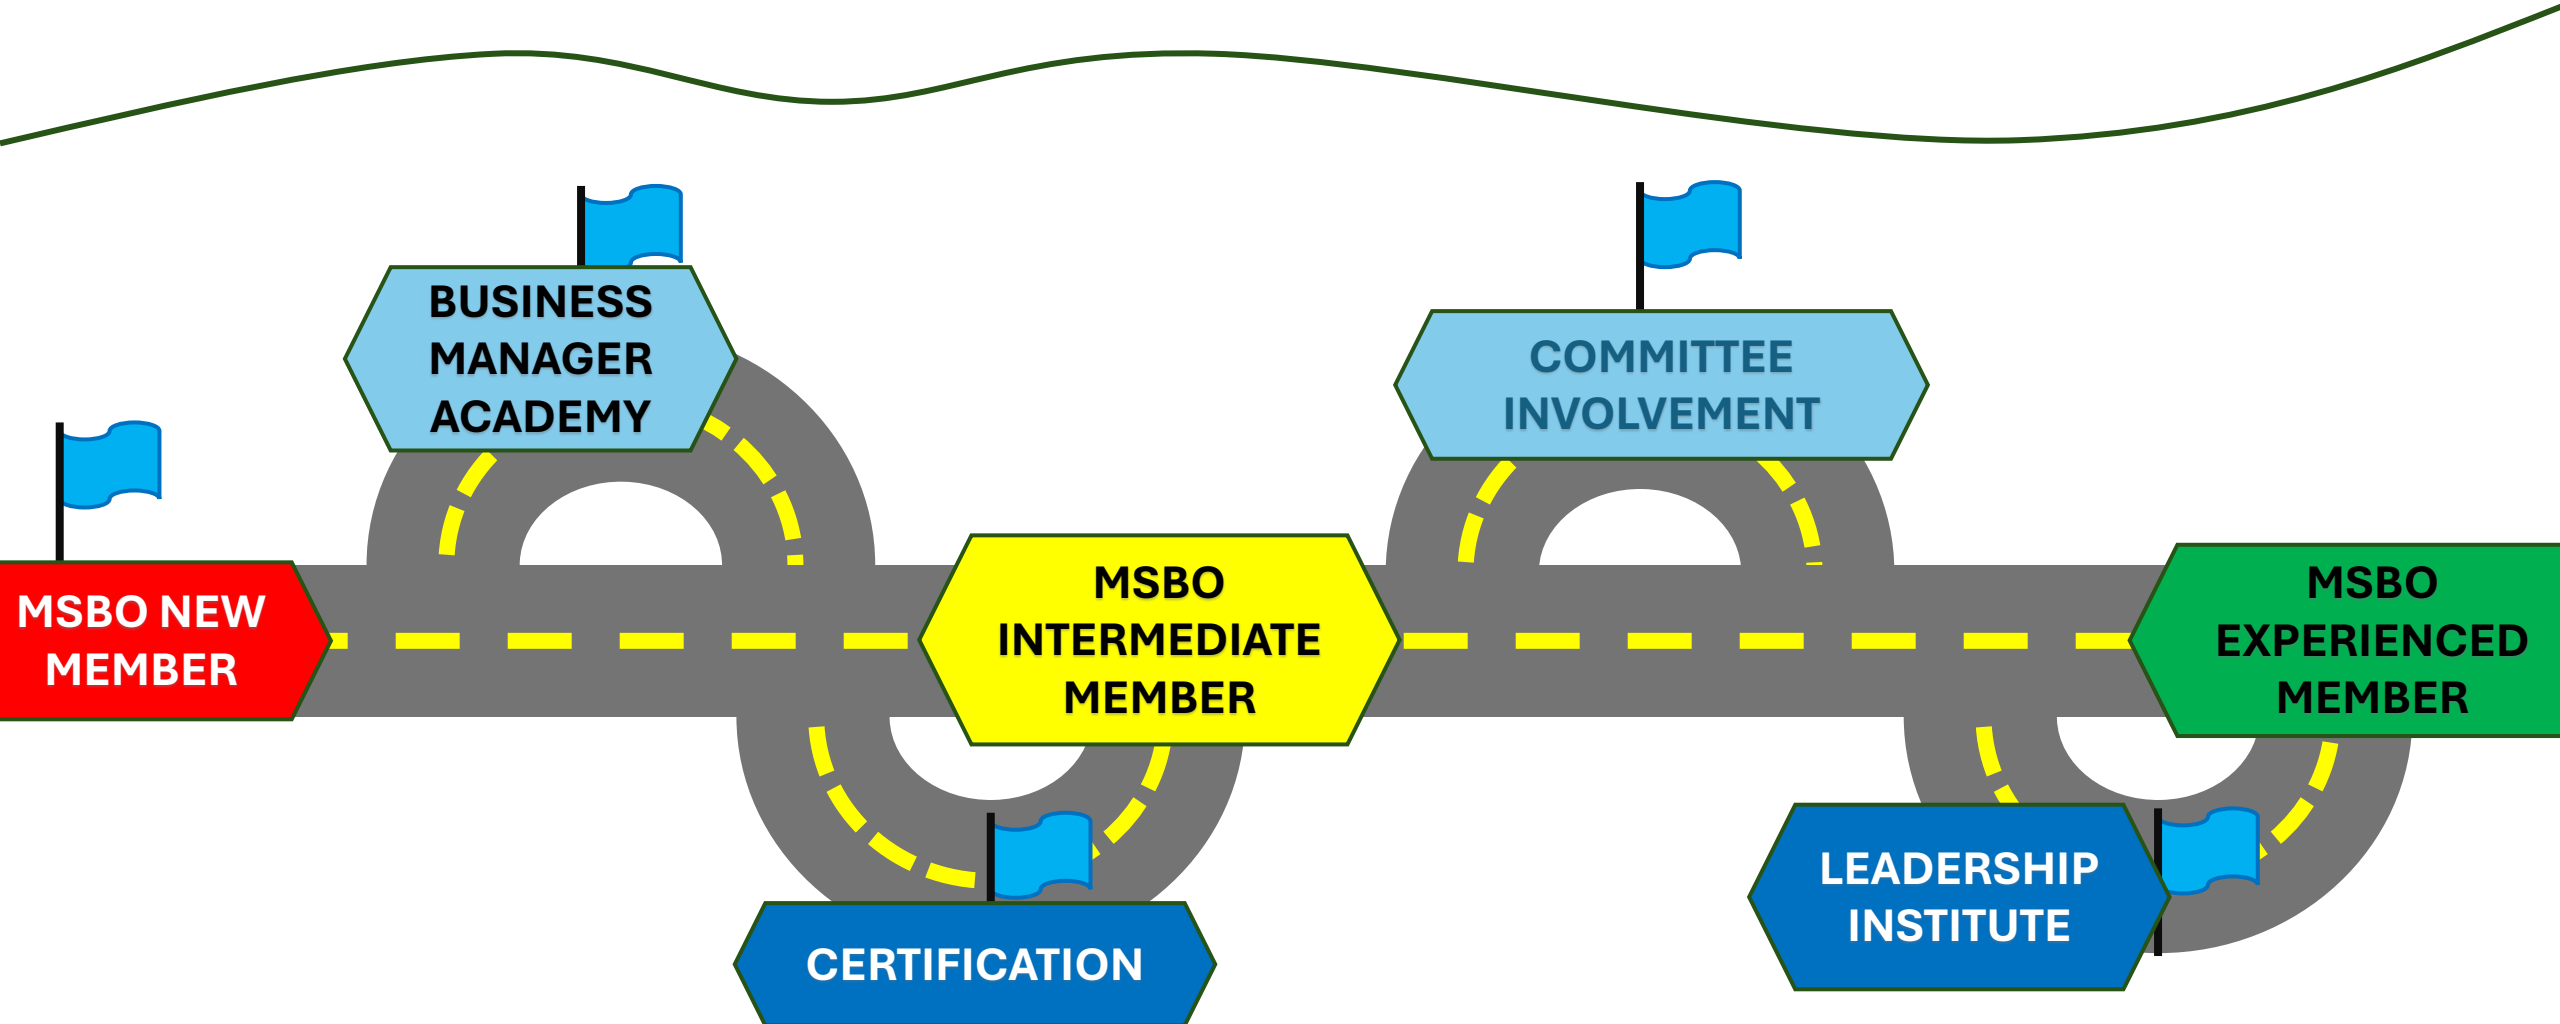 BUSINESS
MANAGER
ACADEMY
COMMITTEE
INVOLVEMENT
MSBO NEW
MEMBER
MSBO
INTERMEDIATE
MEMBER
MSBO
EXPERIENCED
MEMBER
CERTIFICATION
LEADERSHIP
INSTITUTE